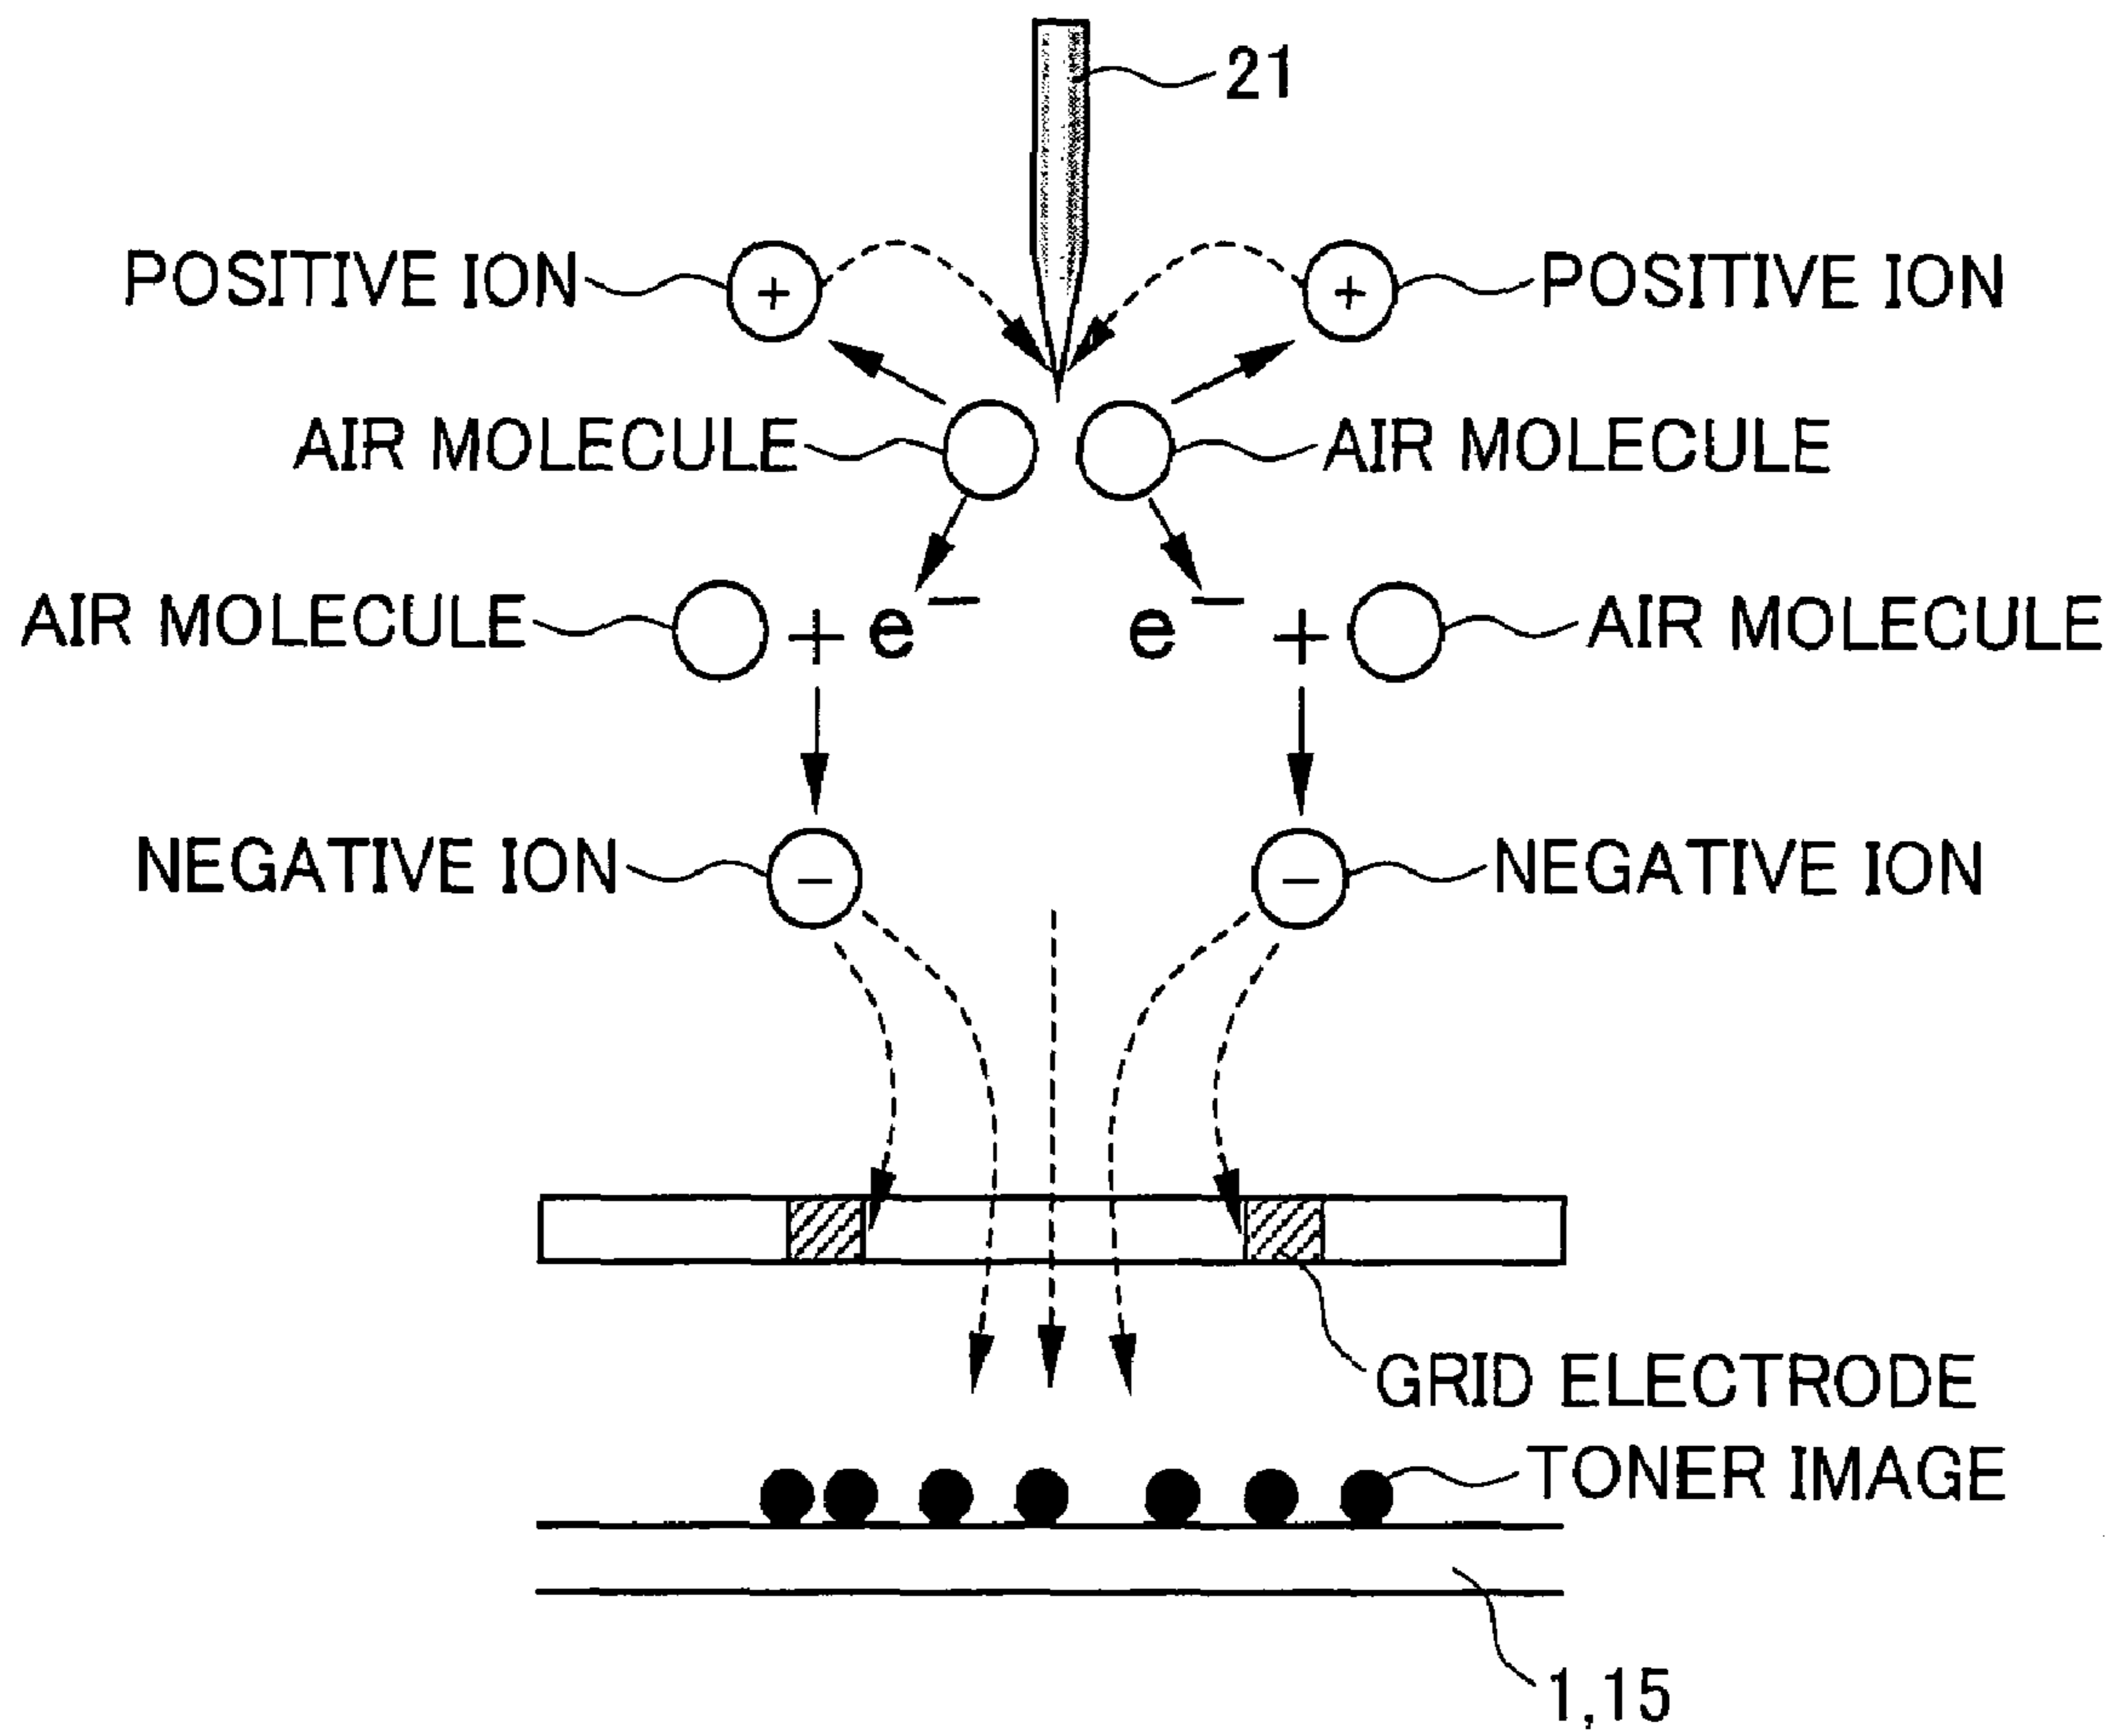 21
POSITIVE ION + + POSITIVE ION
AIR MOLECULE AIR MOLECULE
AIR MOLECULE + e⁻ e⁻ + AIR MOLECULE
NEGATIVE ION − − NEGATIVE ION
GRID ELECTRODE
TONER IMAGE
1,15